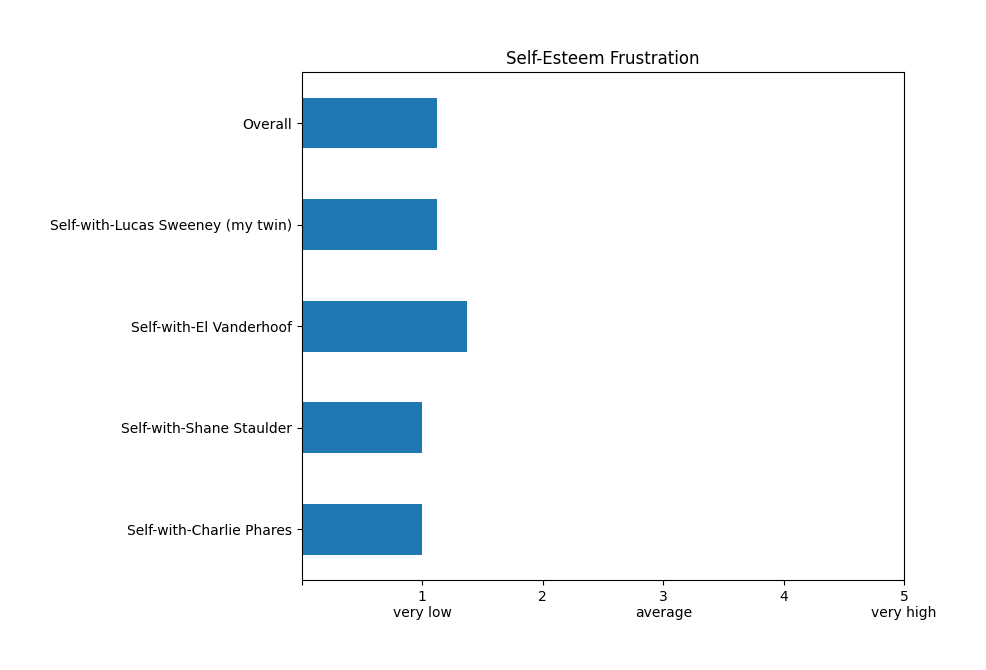 Self-Esteem Frustration
Overall
Self-with-Lucas Sweeney (my twin)
Self-with-El Vanderhoof
Self-with-Shane Staulder
Self-with-Charlie Phares
1 2 3 4 5
very low average very high